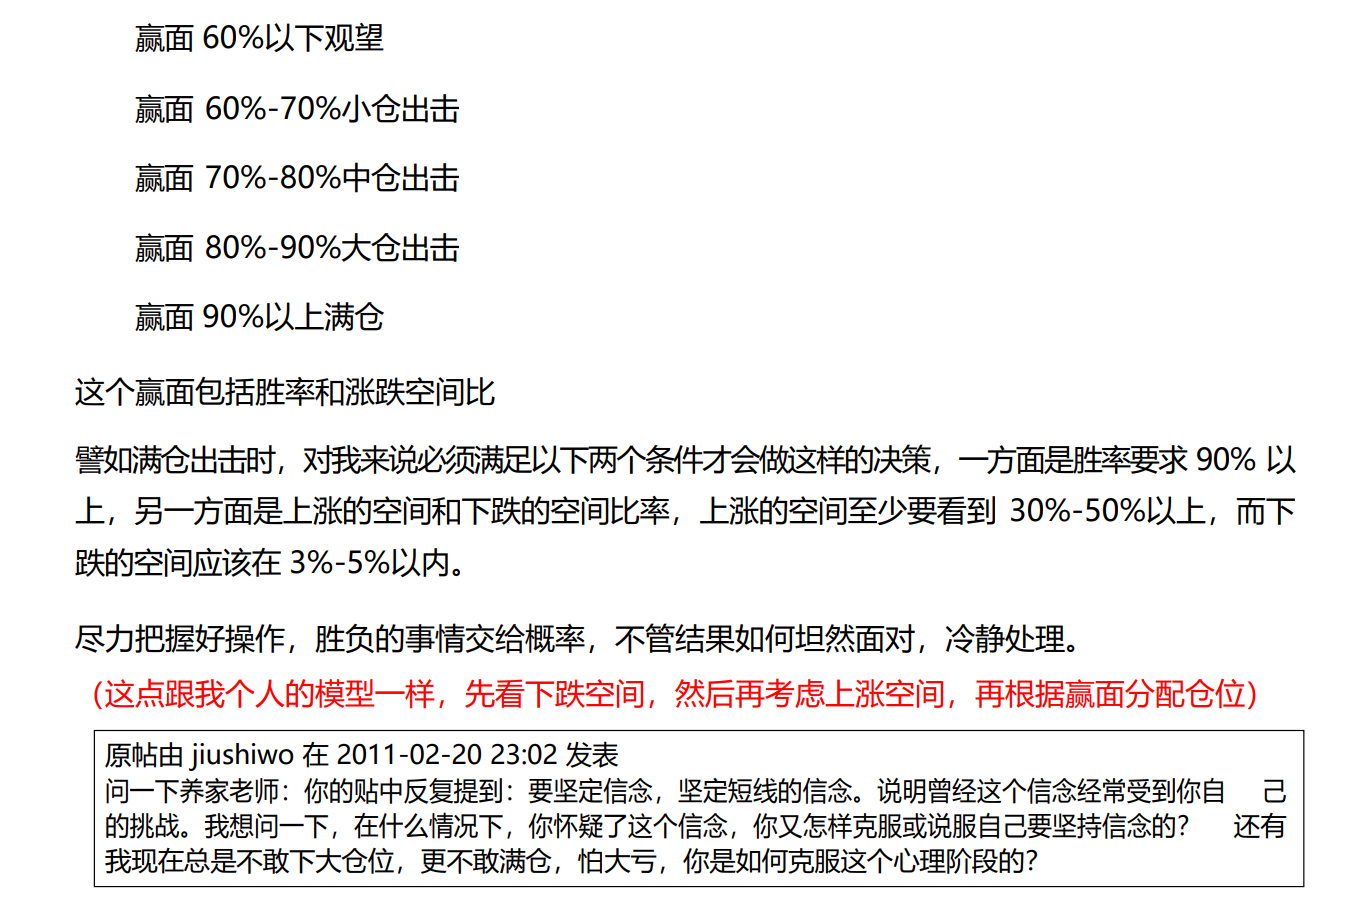 赢面 60%以下观望
赢面 60%-70%小仓出击
赢面 70%-80%中仓出击
赢面 80%-90%大仓出击
赢面 90%以上满仓
这个赢面包括胜率和涨跌空间比
譬如满仓出击时，对我来说必须满足以下两个条件才会做这样的决策，一方面是胜率要求 90% 以
上，另一方面是上涨的空间和下跌的空间比率，上涨的空间至少要看到 30%-50%以上，而下
跌的空间应该在 3%-5%以内。
尽力把握好操作，胜负的事情交给概率，不管结果如何坦然面对，冷静处理。
（这点跟我个人的模型一样，先看下跌空间，然后再考虑上涨空间，再根据赢面分配仓位）
原帖由 jiushiwo 在 2011-02-20 23:02 发表
问一下养家老师：你的贴中反复提到：要坚定信念，坚定短线的信念。说明曾经这个信念经常受到你自 己
的挑战。我想问一下，在什么情况下，你怀疑了这个信念，你又怎样克服或说服自己要坚持信念的？ 还有
我现在总是不敢下大仓位，更不敢满仓，怕大亏，你是如何克服这个心理阶段的？